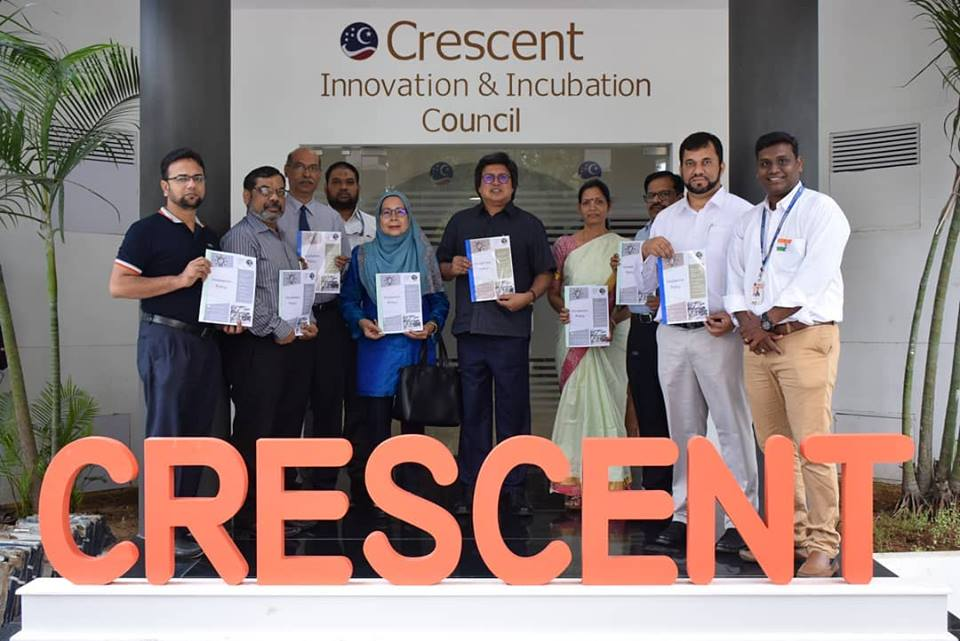 Crescent
Innovation & Incubation
Council
CRESCENT